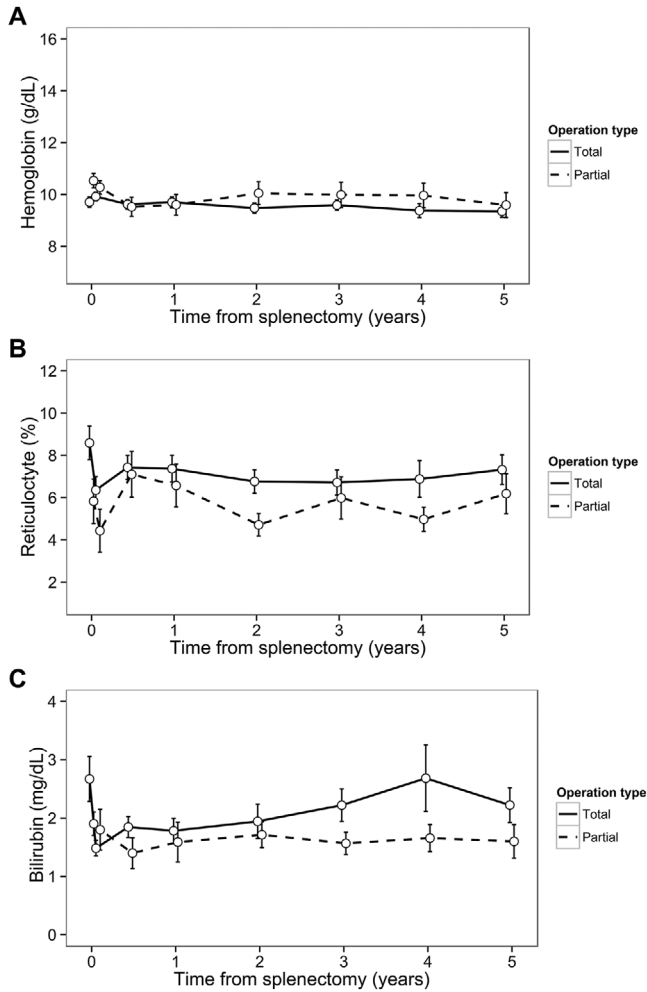 A
Hemoglobin (g/dL)
16
14
12
10
8
0 1 2 3 4 5
Time from splenectomy (years)
Operation type
Total
Partial
B
Reticuloctyte (%)
12
10
8
6
4
2
0 1 2 3 4 5
Time from splenectomy (years)
Operation type
Total
Partial
C
Bilirubin (mg/dL)
4
3
2
1
0
0 1 2 3 4 5
Time from splenectomy (years)
Operation type
Total
Partial